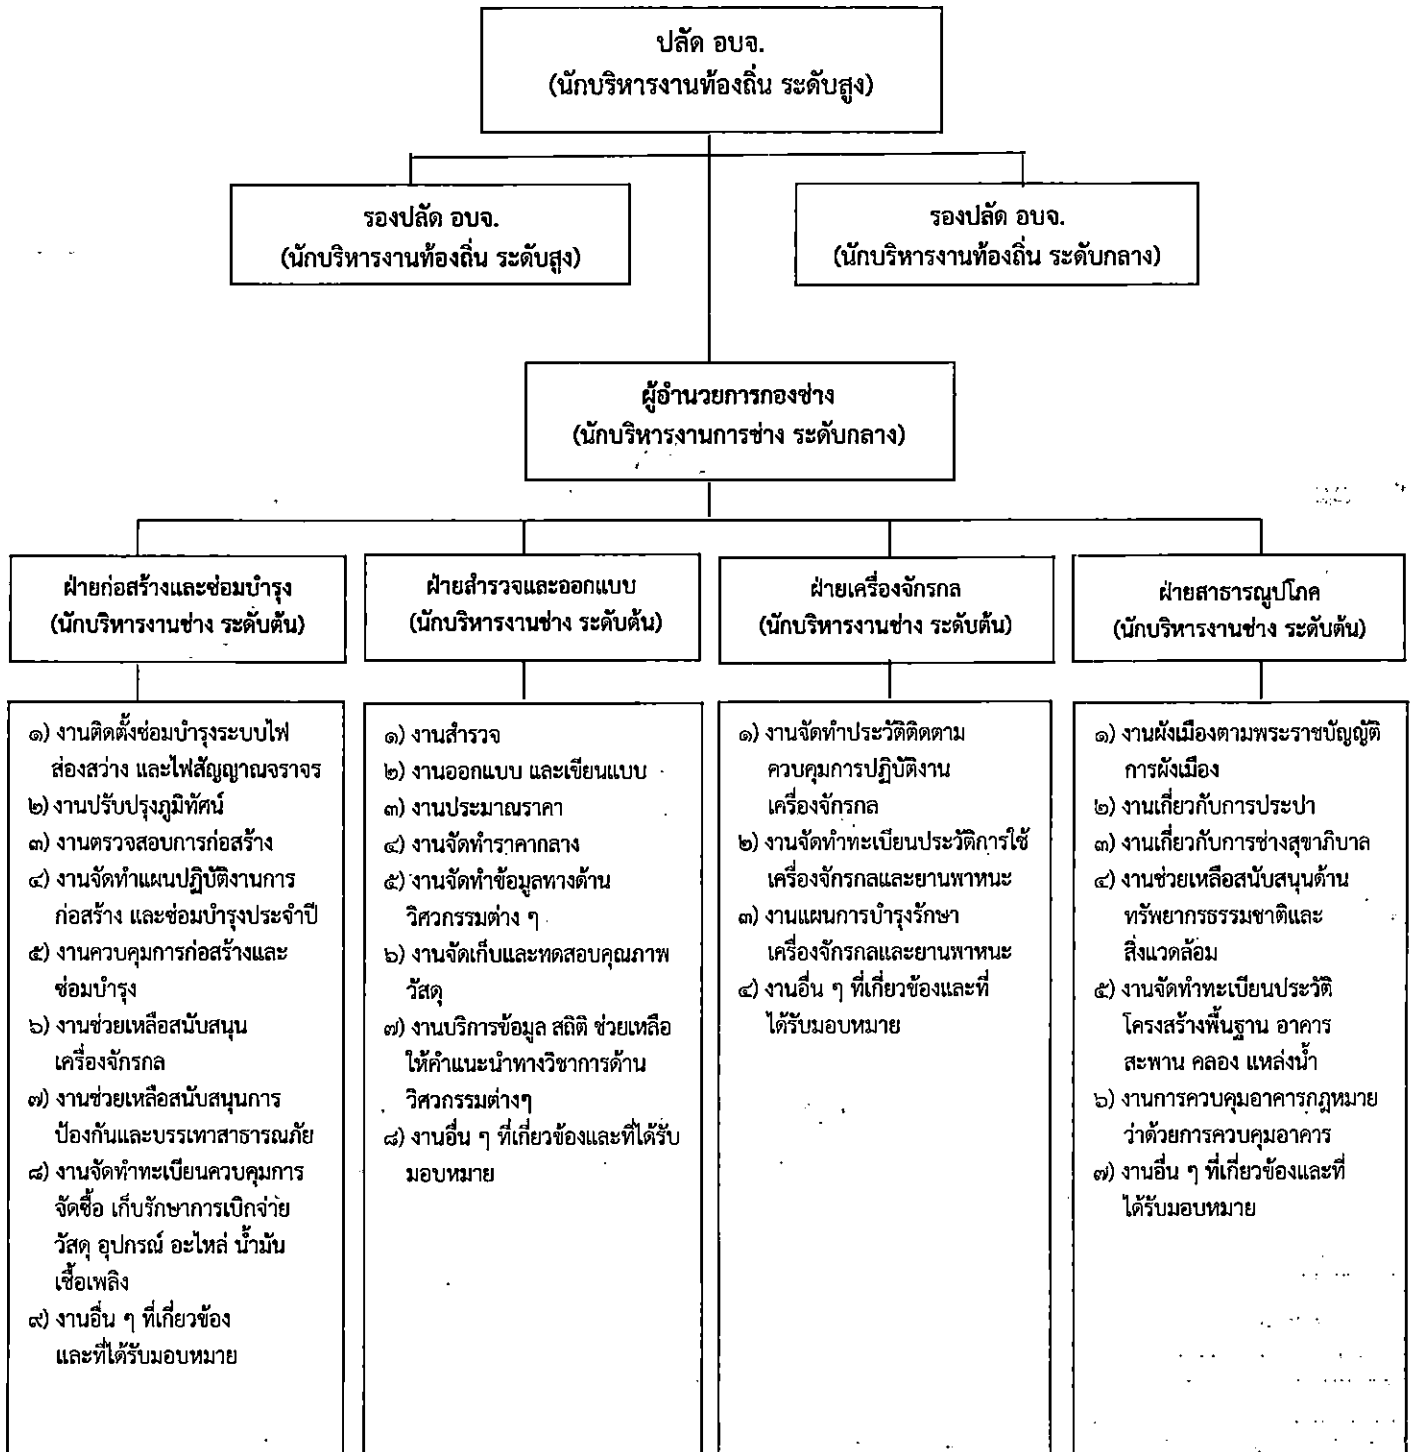 ปลัด อบจ.
(นักบริหารงานท้องถิ่น ระดับสูง)
รองปลัด อบจ.
(นักบริหารงานท้องถิ่น ระดับสูง)
รองปลัด อบจ.
(นักบริหารงานท้องถิ่น ระดับกลาง)
ผู้อำนวยการกองช่าง
(นักบริหารงานการช่าง ระดับกลาง)
ฝ่ายก่อสร้างและซ่อมบำรุง
(นักบริหารงานช่าง ระดับต้น)
๑) งานติดตั้งซ่อมบำรุงระบบไฟ
ส่องสว่าง และไฟสัญญาณจราจร
๒) งานปรับปรุงภูมิทัศน์
๓) งานตรวจสอบการก่อสร้าง
๔) งานจัดทำแผนปฏิบัติงานการ
ก่อสร้าง และซ่อมบำรุงประจำปี
๕) งานควบคุมการก่อสร้างและ
ซ่อมบำรุง
๖) งานช่วยเหลือสนับสนุน
เครื่องจักรกล
๗) งานช่วยเหลือสนับสนุนการ
ป้องกันและบรรเทาสาธารณภัย
๘) งานจัดทำทะเบียนควบคุมการ
จัดซื้อ เก็บรักษาการเบิกจ่าย
วัสดุ อุปกรณ์ อะไหล่ น้ำมัน
เชื้อเพลิง
๙) งานอื่น ๆ ที่เกี่ยวข้อง
และที่ได้รับมอบหมาย
ฝ่ายสำรวจและออกแบบ
(นักบริหารงานช่าง ระดับต้น)
๑) งานสำรวจ
๒) งานออกแบบ และเขียนแบบ
๓) งานประมาณราคา
๔) งานจัดทำราคากลาง
๕) งานจัดทำข้อมูลทางด้าน
วิศวกรรมต่าง ๆ
๖) งานจัดเก็บและทดสอบคุณภาพ
วัสดุ
๗) งานบริการข้อมูล สถิติ ช่วยเหลือ
ให้คำแนะนำทางวิชาการด้าน
วิศวกรรมต่างๆ
๘) งานอื่น ๆ ที่เกี่ยวข้องและที่ได้รับ
มอบหมาย
ฝ่ายเครื่องจักรกล
(นักบริหารงานช่าง ระดับต้น)
๑) งานจัดทำประวัติติดตาม
ควบคุมการปฏิบัติงาน
เครื่องจักรกล
๒) งานจัดทำทะเบียนประวัติการใช้
เครื่องจักรกลและยานพาหนะ
๓) งานแผนการบำรุงรักษา
เครื่องจักรกลและยานพาหนะ
๔) งานอื่น ๆ ที่เกี่ยวข้องและที่
ได้รับมอบหมาย
ฝ่ายสาธารณูปโภค
(นักบริหารงานช่าง ระดับต้น)
๑) งานผังเมืองตามพระราชบัญญัติ
การผังเมือง
๒) งานเกี่ยวกับการประปา
๓) งานเกี่ยวกับการช่างสุขาภิบาล
๔) งานช่วยเหลือสนับสนุนด้าน
ทรัพยากรธรรมชาติและ
สิ่งแวดล้อม
๕) งานจัดทำทะเบียนประวัติ
โครงสร้างพื้นฐาน อาคาร
สะพาน คลอง แหล่งน้ำ
๖) งานการควบคุมอาคารกฎหมาย
ว่าด้วยการควบคุมอาคาร
๗) งานอื่น ๆ ที่เกี่ยวข้องและที่
ได้รับมอบหมาย